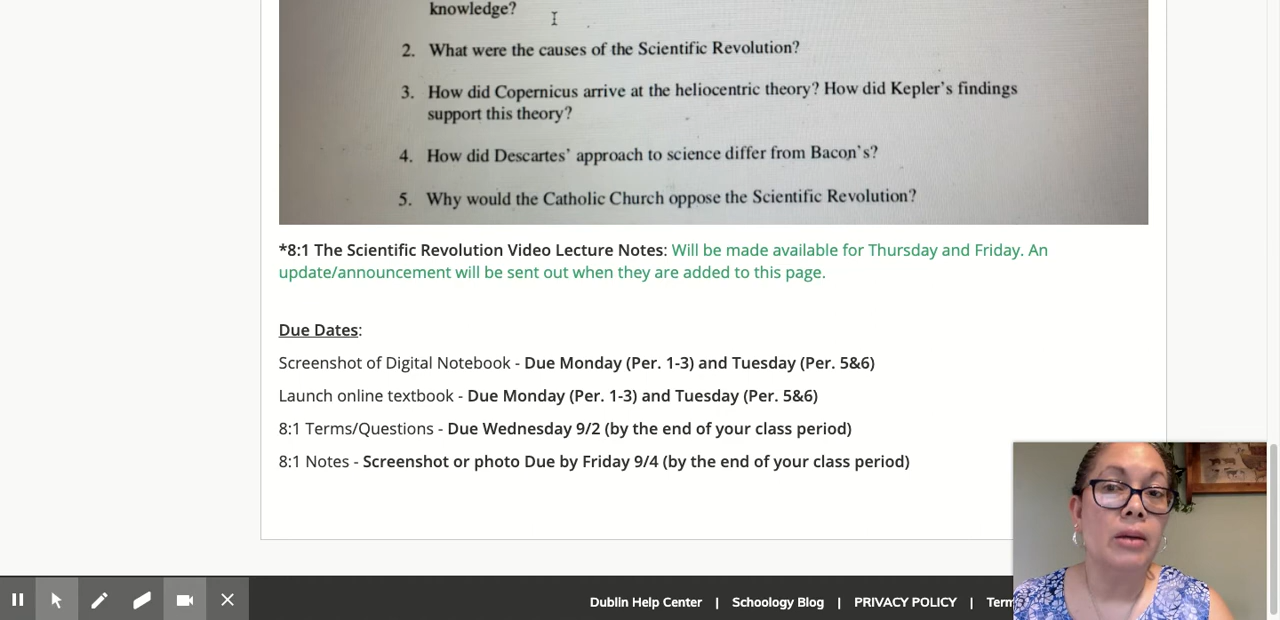 knowledge?
2. What were the causes of the Scientific Revolution?
3. How did Copernicus arrive at the heliocentric theory? How did Kepler's findings
support this theory?
4. How did Descartes' approach to science differ from Bacon's?
5. Why would the Catholic Church oppose the Scientific Revolution?
*8:1 The Scientific Revolution Video Lecture Notes: Will be made available for Thursday and Friday. An
update/announcement will be sent out when they are added to this page.
Due Dates:
Screenshot of Digital Notebook - Due Monday (Per. 1-3) and Tuesday (Per. 5&6)
Launch online textbook - Due Monday (Per. 1-3) and Tuesday (Per. 5&6)
8:1 Terms/Questions - Due Wednesday 9/2 (by the end of your class period)
8:1 Notes - Screenshot or photo Due by Friday 9/4 (by the end of your class period)
Dublin Help Center | Schoology Blog | PRIVACY POLICY | Term